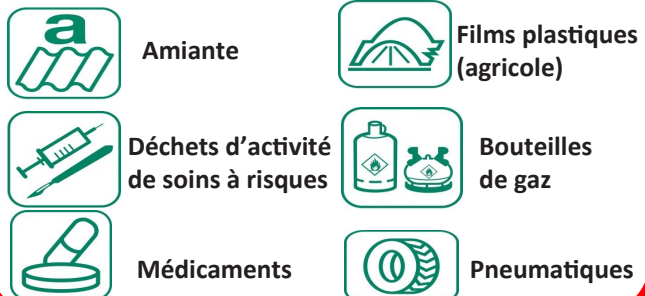 a
Amiante
Films plastiques
(agricole)
Déchets d'activité
de soins à risques
Bouteilles
de gaz
Médicaments
Pneumatiques